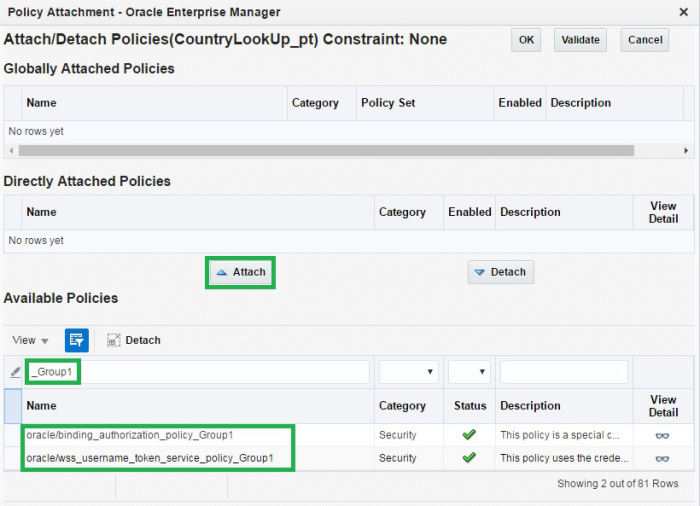 Policy Attachment - Oracle Enterprise Manager
Attach/Detach Policies(CountryLookUp_pt) Constraint: None OK Validate Cancel
Globally Attached Policies
Name Category Policy Set Enabled Description
No rows yet
Directly Attached Policies
Name Category Enabled Description View Detail
No rows yet
Attach Detach
Available Policies
View Detach
_Group1
Name Category Status Description View Detail
oracle/binding_authorization_policy_Group1 Security This policy is a special c...
oracle/wss_username_token_service_policy_Group1 Security This policy uses the crede...
Showing 2 out of 81 Rows